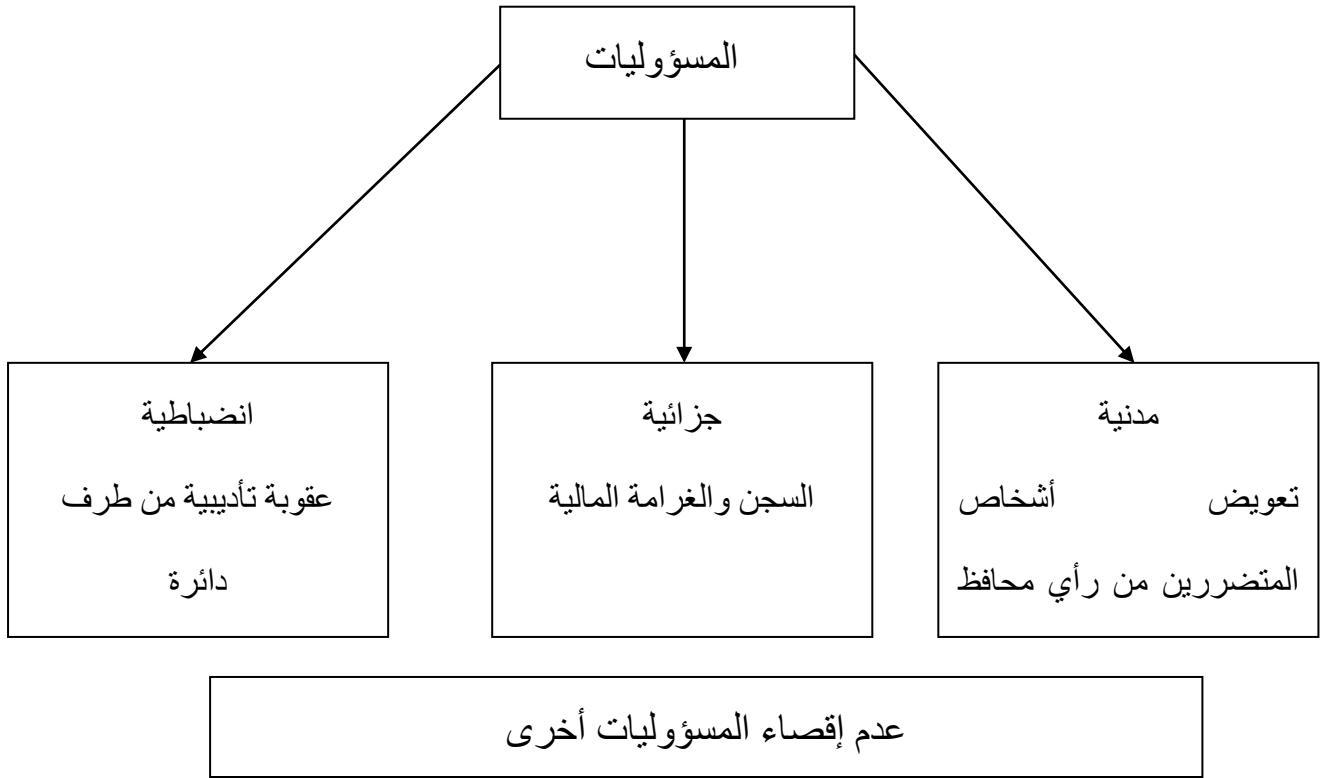 المسؤوليات
مدنية
تعويض أشخاص
المتضررين من رأي محافظ
جزائية
السجن والغرامة المالية
انضباطية
عقوبة تأديبية من طرف
دائرة
عدم إقصاء المسؤوليات أخرى